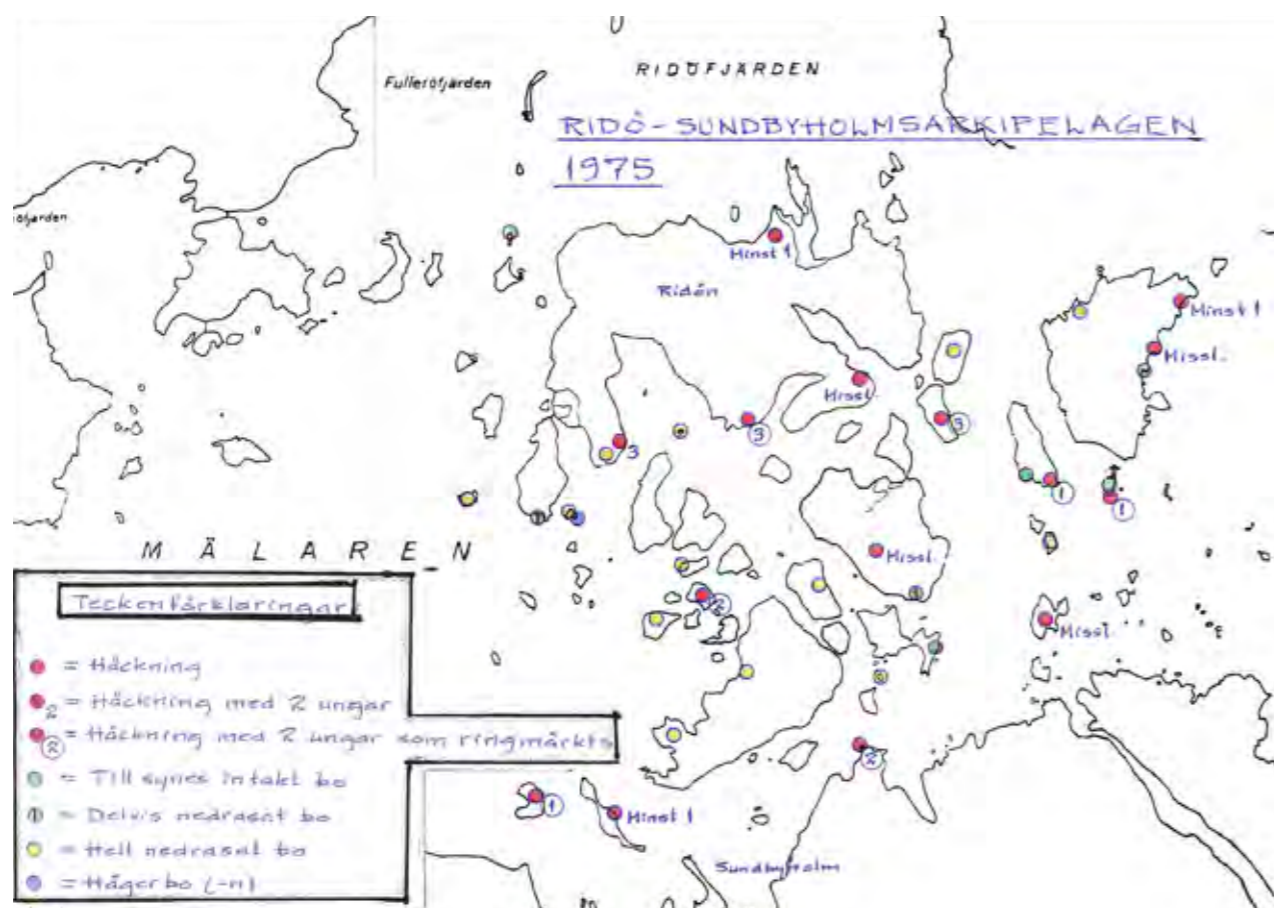 Fulleröfjärden
RIDÖFJÄRDEN
RIDÖ-SUNDBYHOLMSARKIPELAGEN
1975
öfjärden
Minst 1
Ridön
Minst 1
Missl.
Missl.
3
3
3
1
1
MÄLAREN
Missl.
2
Missl.
2
1
Minst 1
Sundbyholm
Teckenförklaringar
= Häckning
2 = Häckning med 2 ungar
2 = Häckning med 2 ungar som ringmärkts
= Till synes intakt bo
= Delvis nedrasat bo
= Helt nedrasat bo
= Hägerbo (-n)